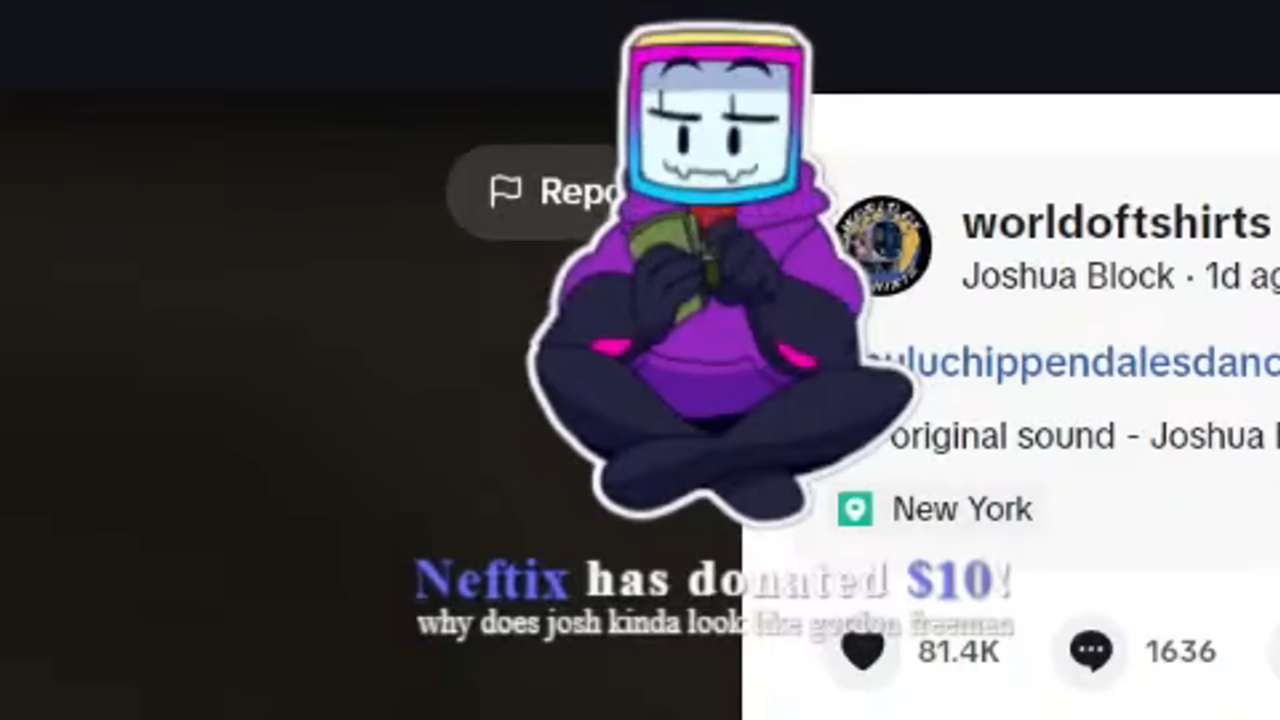 Repo
worldoftshirts
Joshua Block · 1d ag
uluchippendalesdanc
original sound - Joshua
New York
Neftix has donated $10!
why does josh kinda look like gordon freeman
81.4K
1636